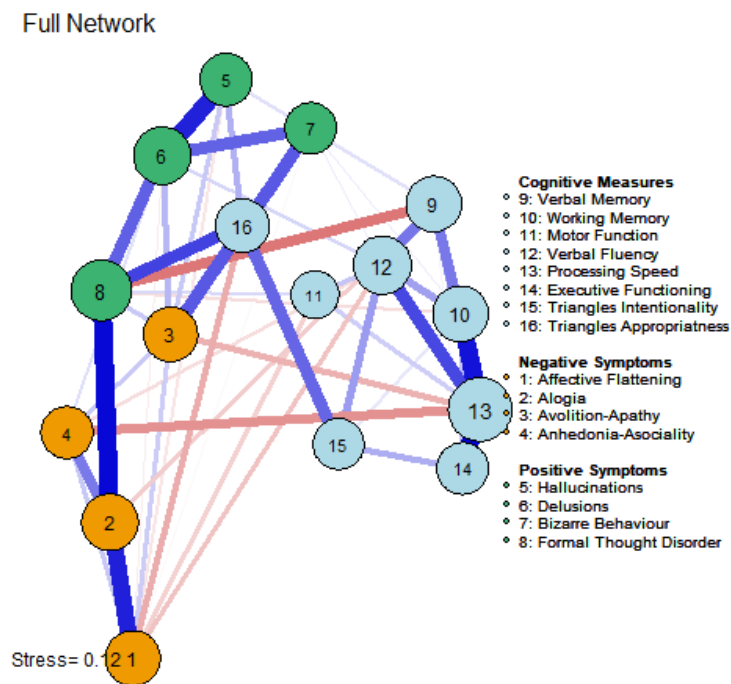 Full Network
5
7
6
9
16
12
8
11
10
3
13
4
15
14
2
Stress= 0.12 1
Cognitive Measures
9: Verbal Memory
10: Working Memory
11: Motor Function
12: Verbal Fluency
13: Processing Speed
14: Executive Functioning
15: Triangles Intentionality
16: Triangles Appropriatness
Negative Symptoms
1: Affective Flattening
2: Alogia
3: Avolition-Apathy
4: Anhedonia-Asociality
Positive Symptoms
5: Hallucinations
6: Delusions
7: Bizarre Behaviour
8: Formal Thought Disorder